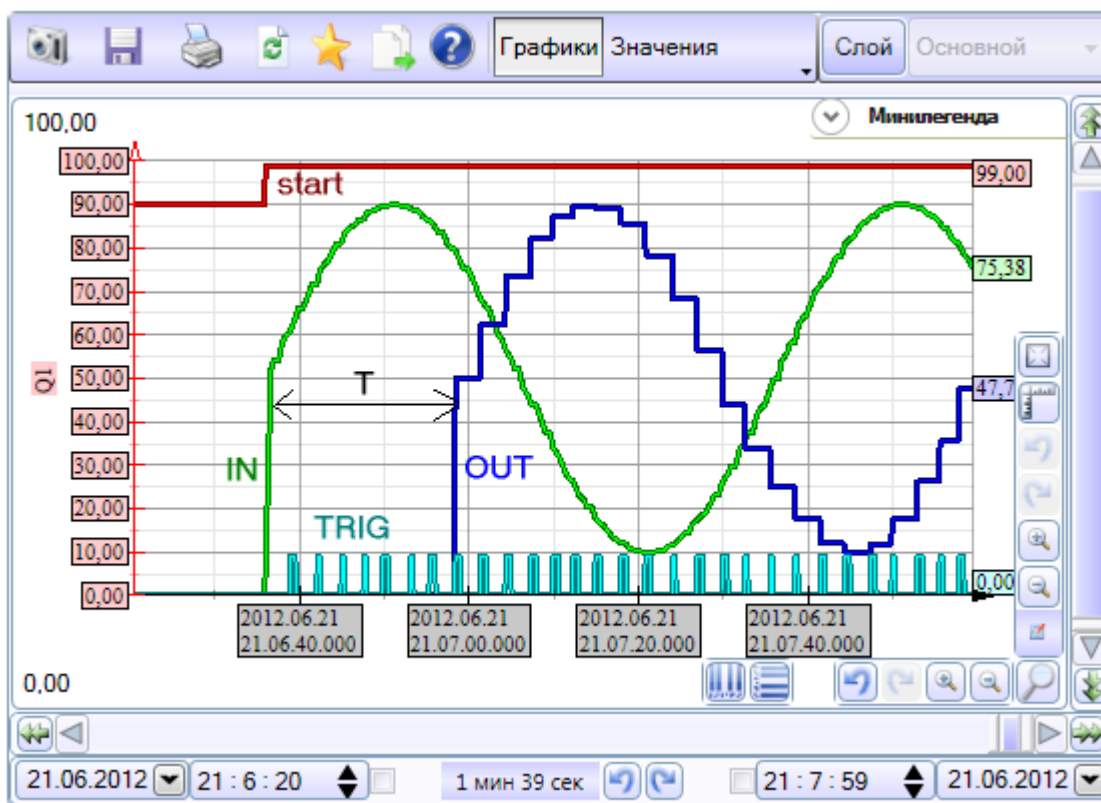 Графики Значения Слой Основной
100,00 Минилегенда
100,00
90,00
80,00
70,00
60,00
50,00
40,00
30,00
20,00
10,00
0,00
Q1
start
T
IN
OUT
TRIG
99,00
75,38
47,7
0,00
2012.06.21
21.06.40.000
2012.06.21
21.07.00.000
2012.06.21
21.07.20.000
2012.06.21
21.07.40.000
0,00
21.06.2012 21 : 6 : 20 1 мин 39 сек 21 : 7 : 59 21.06.2012